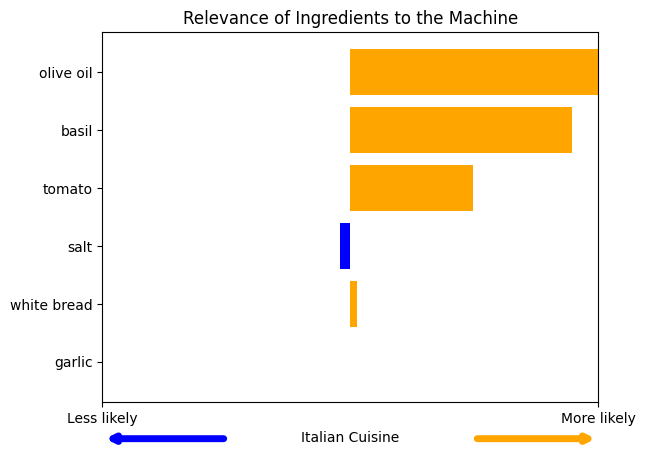 Relevance of Ingredients to the Machine
olive oil
basil
tomato
salt
white bread
garlic
Less likely
More likely
Italian Cuisine